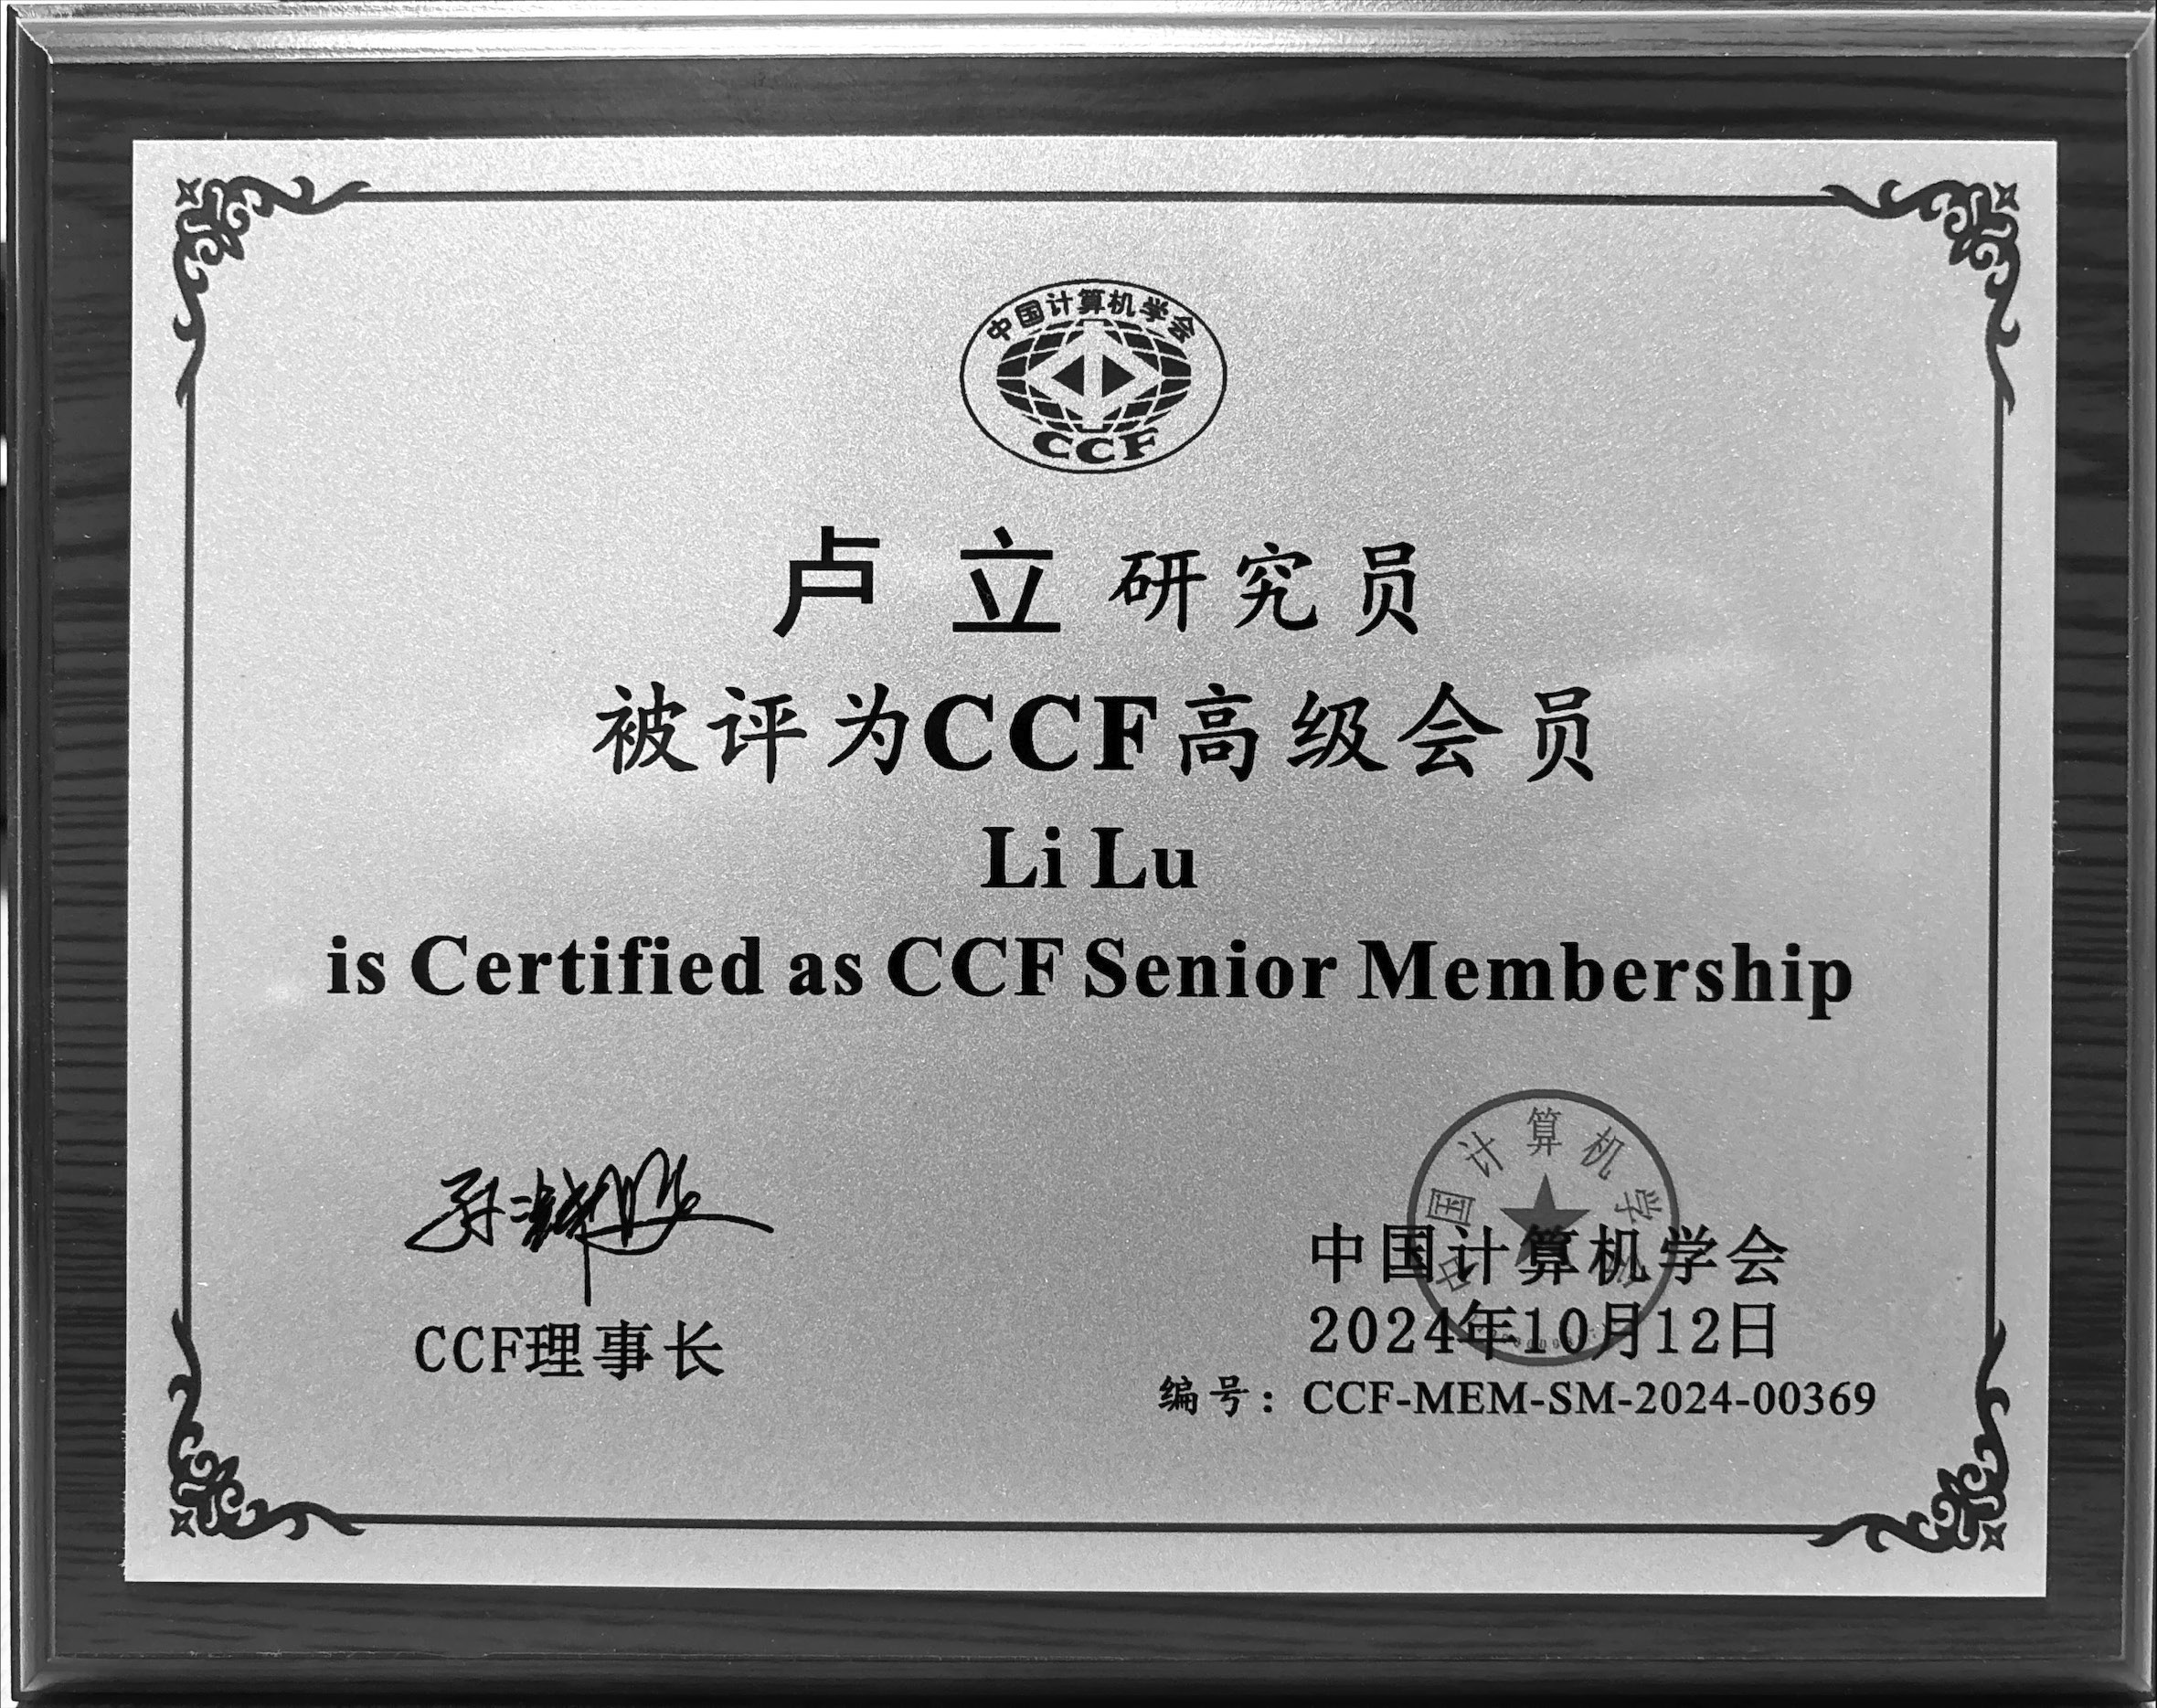 中国计算机学会
CCF
卢 立 研究员
被评为CCF高级会员
Li Lu
is Certified as CCF Senior Membership
CCF理事长
中国计算机学会
中国计算机学会
2024年10月12日
编号：CCF-MEM-SM-2024-00369